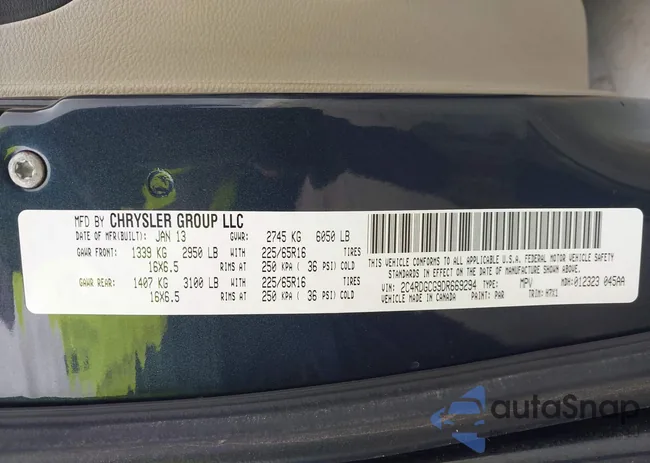 MFD BY CHRYSLER GROUP LLC
DATE OF MFR(BUILT): JAN 13 GVWR: 2745 KG 6050 LB
GAWR FRONT: 1339 KG 2950 LB WITH 225/65R16 TIRES
16X6.5 RIMS AT 250 KPA ( 36 PSI) COLD
GAWR REAR: 1407 KG 3100 LB WITH 225/65R16 TIRES
16X6.5 RIMS AT 250 KPA ( 36 PSI) COLD
THIS VEHICLE CONFORMS TO ALL APPLICABLE U.S.A. FEDERAL MOTOR VEHICLE SAFETY
STANDARDS IN EFFECT ON THE DATE OF MANUFACTURE SHOWN ABOVE.
VIN: 2C4RDGCG9DR669294 TYPE: MPV MDH:012323 045AA
VEHICLE MADE IN CANADA PAINT: PAR TRIM: H7X1
autoSnap